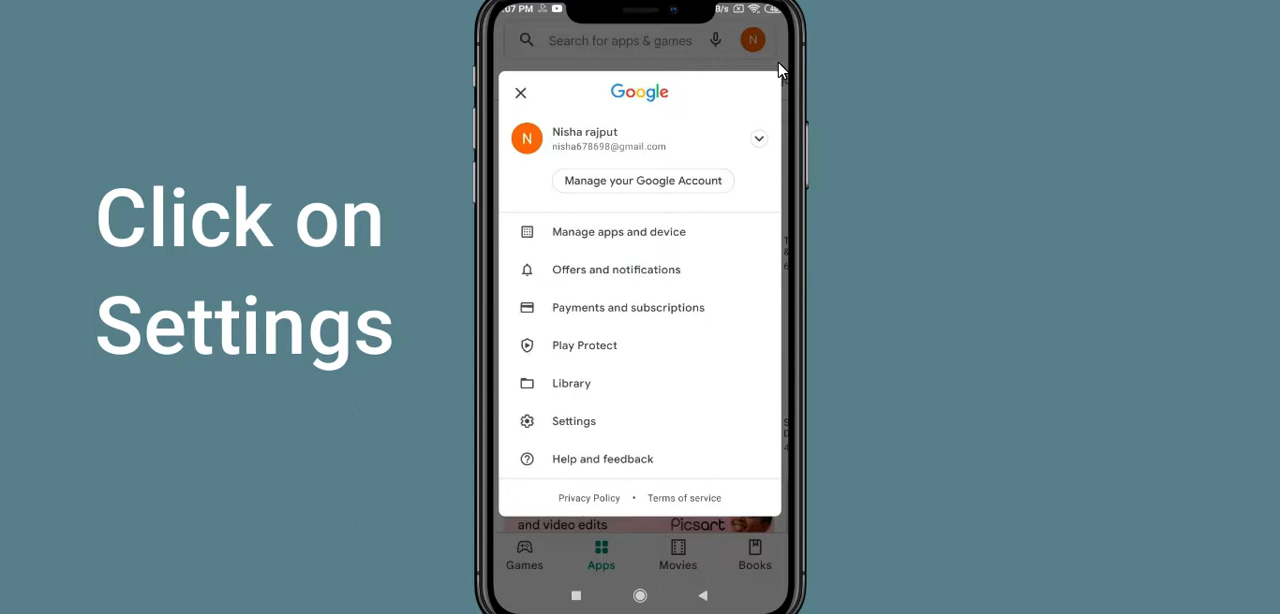 Click on
Settings
07 PM
B/s
Search for apps & games
N
Google
N
Nisha rajput
nisha678698@gmail.com
Manage your Google Account
Manage apps and device
Offers and notifications
Payments and subscriptions
Play Protect
Library
Settings
Help and feedback
Privacy Policy • Terms of service
and video edits
Picsart
Games
Apps
Movies
Books